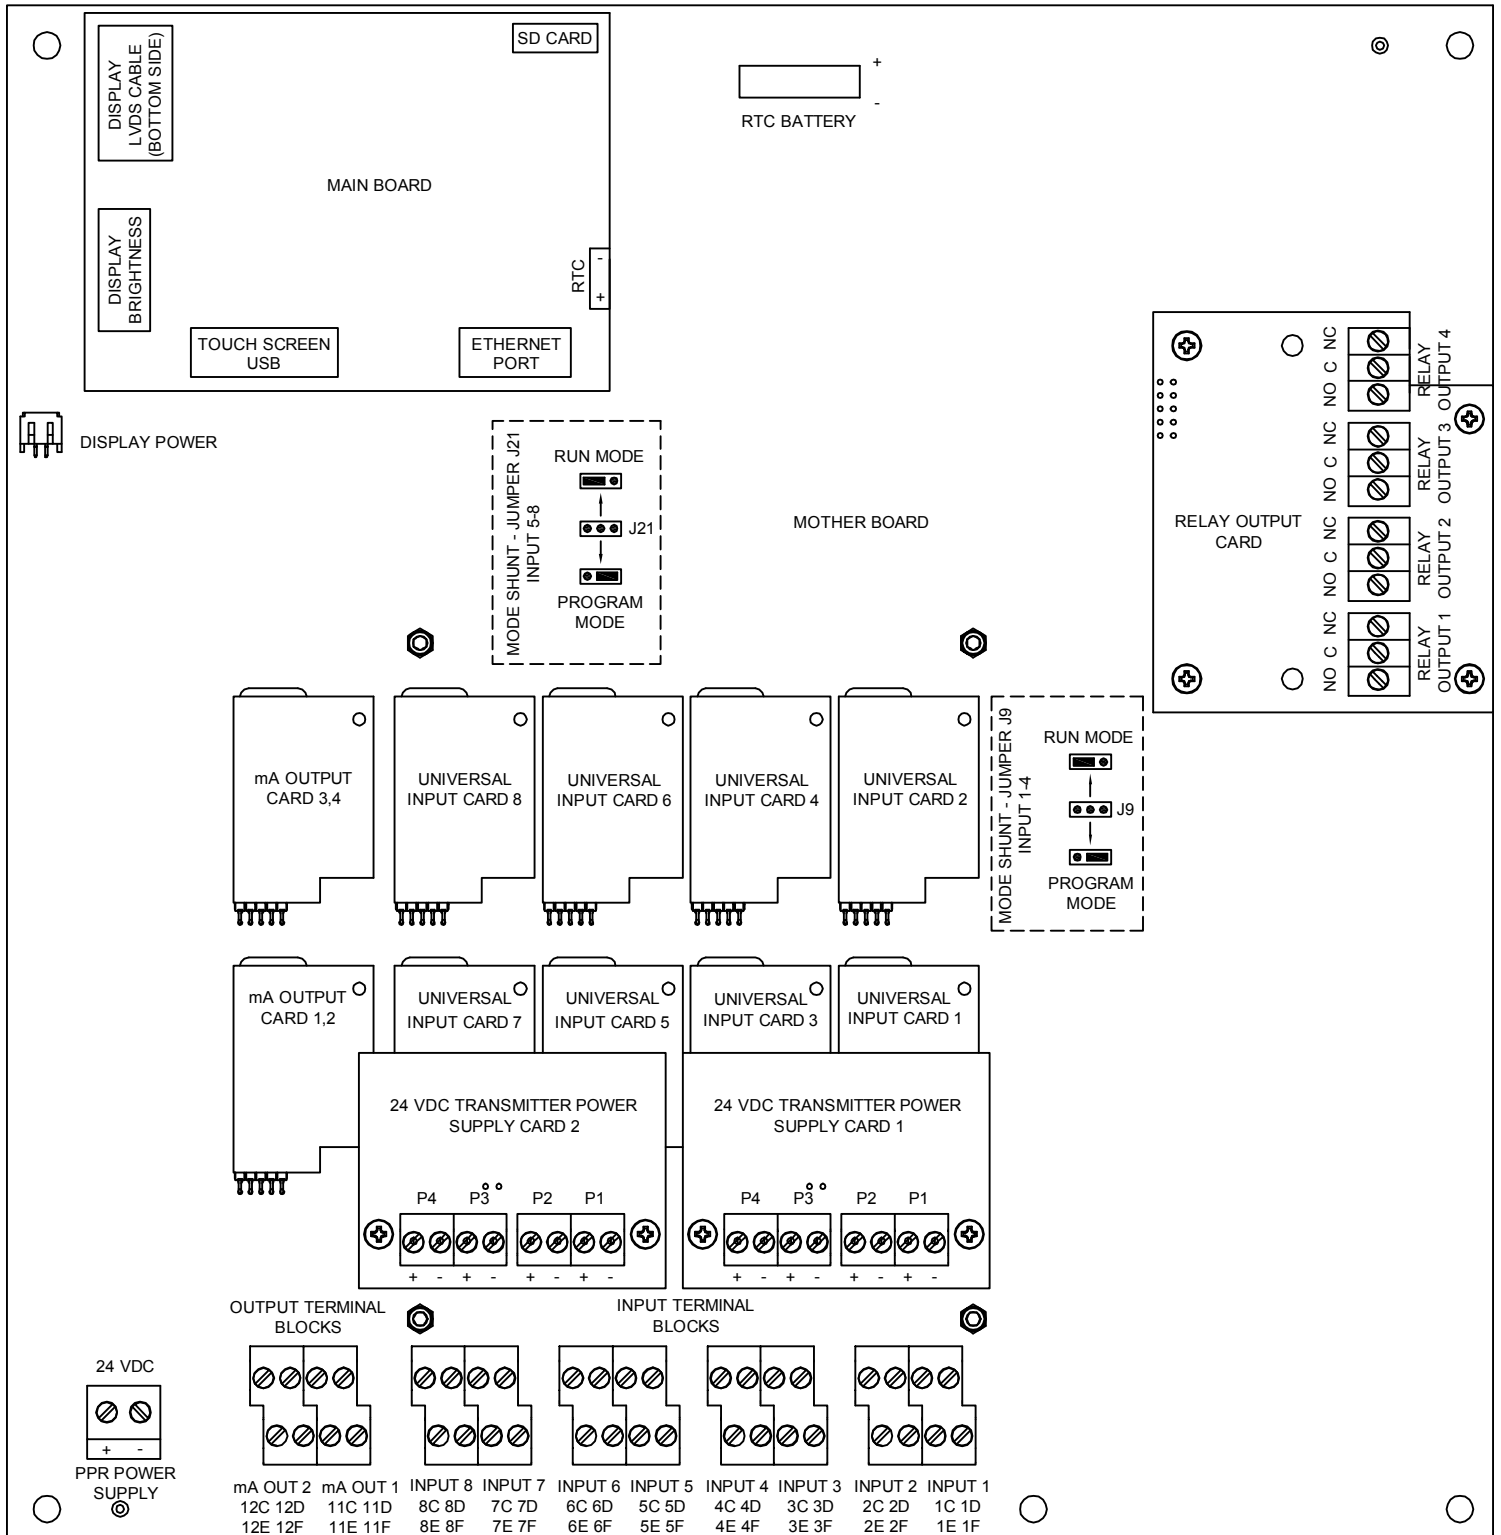 SD CARD
DISPLAY
LVDS CABLE
(BOTTOM SIDE)
MAIN BOARD
DISPLAY
BRIGHTNESS
RTC
-
+
TOUCH SCREEN
USB
ETHERNET
PORT
+
-
RTC BATTERY
DISPLAY POWER
MODE SHUNT - JUMPER J21
INPUT 5-8
RUN MODE
J21
PROGRAM
MODE
MOTHER BOARD
RELAY OUTPUT
CARD
NO C NC
RELAY
OUTPUT 4
NO C NC
RELAY
OUTPUT 3
NO C NC
RELAY
OUTPUT 2
NO C NC
RELAY
OUTPUT 1
mA OUTPUT
CARD 3,4
UNIVERSAL
INPUT CARD 8
UNIVERSAL
INPUT CARD 6
UNIVERSAL
INPUT CARD 4
UNIVERSAL
INPUT CARD 2
MODE SHUNT - JUMPER J9
INPUT 1-4
RUN MODE
J9
PROGRAM
MODE
mA OUTPUT
CARD 1,2
UNIVERSAL
INPUT CARD 7
UNIVERSAL
INPUT CARD 5
UNIVERSAL
INPUT CARD 3
UNIVERSAL
INPUT CARD 1
24 VDC TRANSMITTER POWER
SUPPLY CARD 2
P4 P3 P2 P1
+ - + - + - + -
24 VDC TRANSMITTER POWER
SUPPLY CARD 1
P4 P3 P2 P1
+ - + - + - + -
OUTPUT TERMINAL
BLOCKS
INPUT TERMINAL
BLOCKS
24 VDC
+ -
PPR POWER
SUPPLY
mA OUT 2
12C 12D
12E 12F
mA OUT 1
11C 11D
11E 11F
INPUT 8
8C 8D
8E 8F
INPUT 7
7C 7D
7E 7F
INPUT 6
6C 6D
6E 6F
INPUT 5
5C 5D
5E 5F
INPUT 4
4C 4D
4E 4F
INPUT 3
3C 3D
3E 3F
INPUT 2
2C 2D
2E 2F
INPUT 1
1C 1D
1E 1F